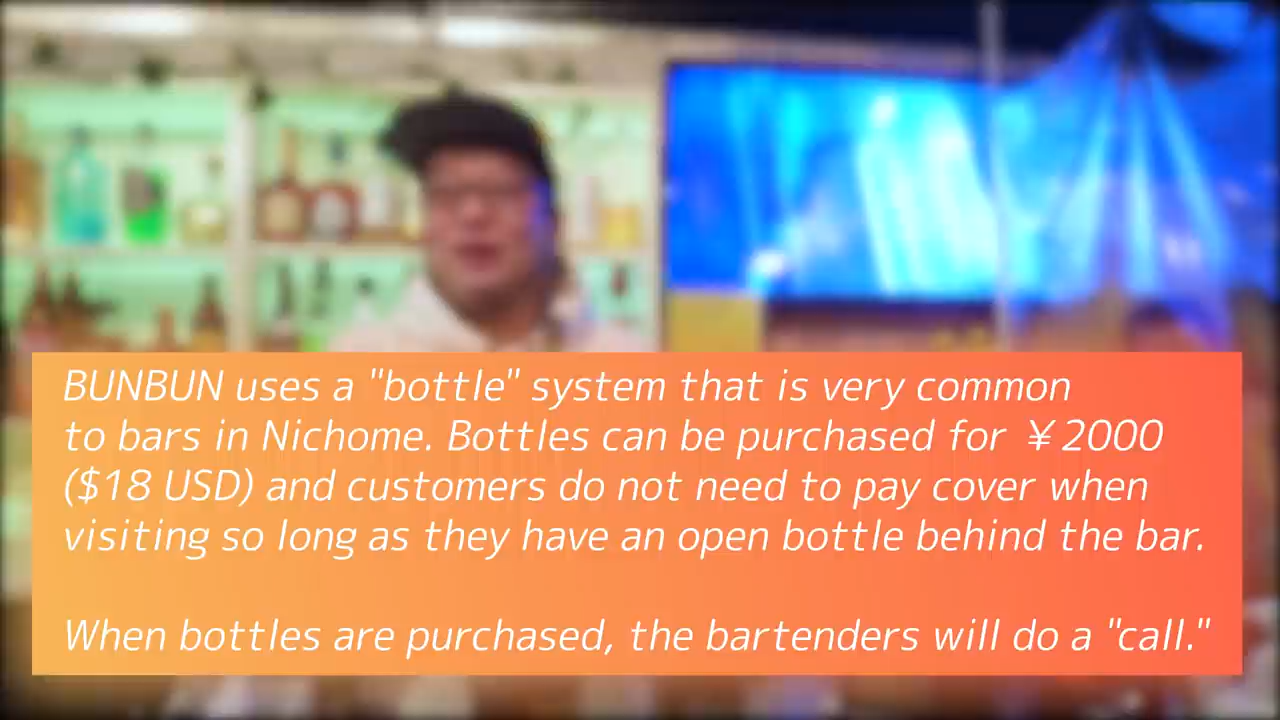 BUNBUN uses a "bottle" system that is very common
to bars in Nichome. Bottles can be purchased for ￥2000
($18 USD) and customers do not need to pay cover when
visiting so long as they have an open bottle behind the bar.
When bottles are purchased, the bartenders will do a "call."